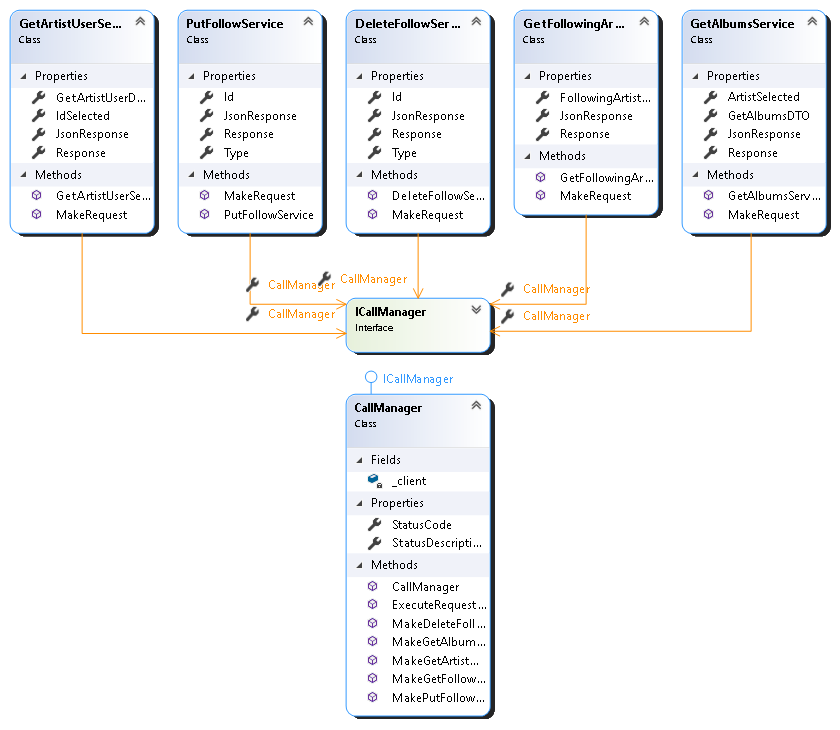 GetArtistUserSe...
Class
Properties
GetArtistUserD...
IdSelected
JsonResponse
Response
Methods
GetArtistUserSe...
MakeRequest
PutFollowService
Class
Properties
Id
JsonResponse
Response
Type
Methods
MakeRequest
PutFollowService
DeleteFollowSer...
Class
Properties
Id
JsonResponse
Response
Type
Methods
DeleteFollowSe...
MakeRequest
GetFollowingAr...
Class
Properties
FollowingArtist...
JsonResponse
Response
Methods
GetFollowingAr...
MakeRequest
GetAlbumsService
Class
Properties
ArtistSelected
GetAlbumsDTO
JsonResponse
Response
Methods
GetAlbumsServ...
MakeRequest
CallManager
CallManager
CallManager
CallManager
CallManager
ICallManager
Interface
ICallManager
CallManager
Class
Fields
_client
Properties
StatusCode
StatusDescripti...
Methods
CallManager
ExecuteRequest...
MakeDeleteFoll...
MakeGetAlbum...
MakeGetArtist...
MakeGetFollow...
MakePutFollow...